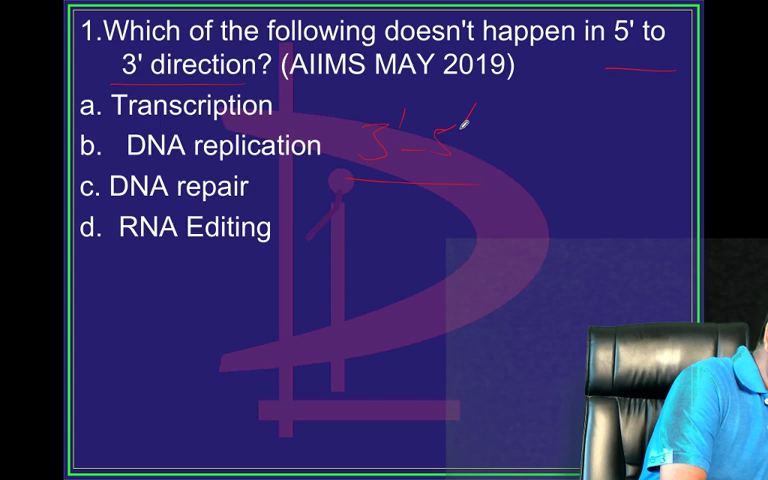 1.Which of the following doesn't happen in 5' to
3' direction? (AIIMS MAY 2019)
a. Transcription
b. DNA replication
3' - 5'
c. DNA repair
d. RNA Editing